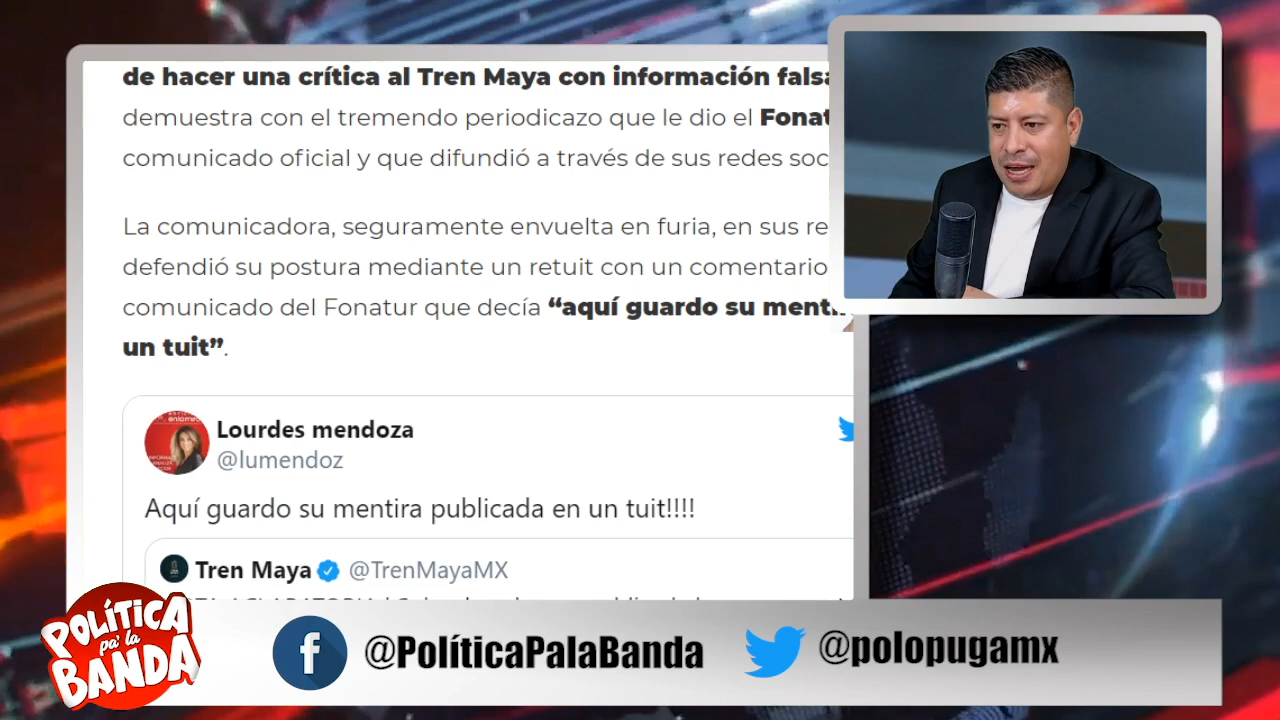 de hacer una crítica al Tren Maya con información falsa
demuestra con el tremendo periodicazo que le dio el Fonat
comunicado oficial y que difundió a través de sus redes soc
La comunicadora, seguramente envuelta en furia, en sus re
defendió su postura mediante un retuit con un comentario
comunicado del Fonatur que decía “aquí guardo su menti
un tuit”.
Lourdes mendoza
@lumendoz
Aquí guardo su mentira publicada en un tuit!!!!
Tren Maya @TrenMayaMX
POLÍTICA
pa' la
BANDA
@PolíticaPalaBanda
@polopugamx